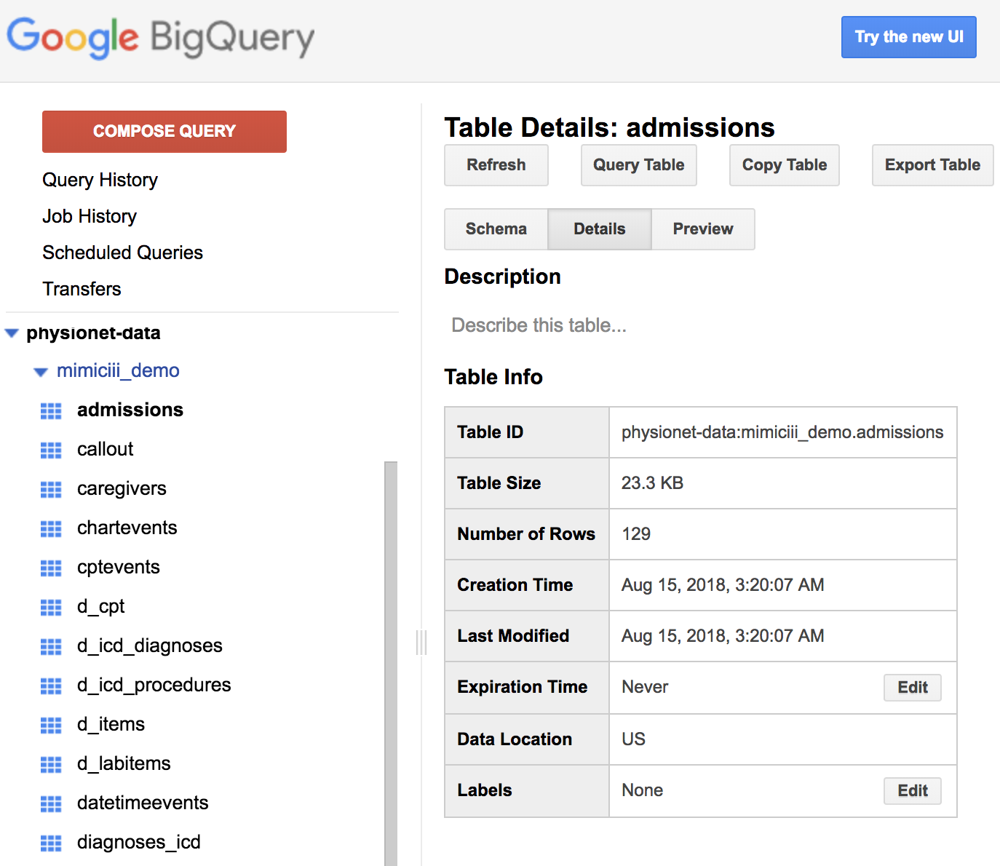 Google BigQuery
Try the new UI
COMPOSE QUERY
Query History
Job History
Scheduled Queries
Transfers
physionet-data
mimiciii_demo
admissions
callout
caregivers
chartevents
cptevents
d_cpt
d_icd_diagnoses
d_icd_procedures
d_items
d_labitems
datetimeevents
diagnoses_icd
Table Details: admissions
Refresh Query Table Copy Table Export Table
Schema Details Preview
Description
Describe this table...
Table Info
Table ID physionet-data:mimiciii_demo.admissions
Table Size 23.3 KB
Number of Rows 129
Creation Time Aug 15, 2018, 3:20:07 AM
Last Modified Aug 15, 2018, 3:20:07 AM
Expiration Time Never Edit
Data Location US
Labels None Edit